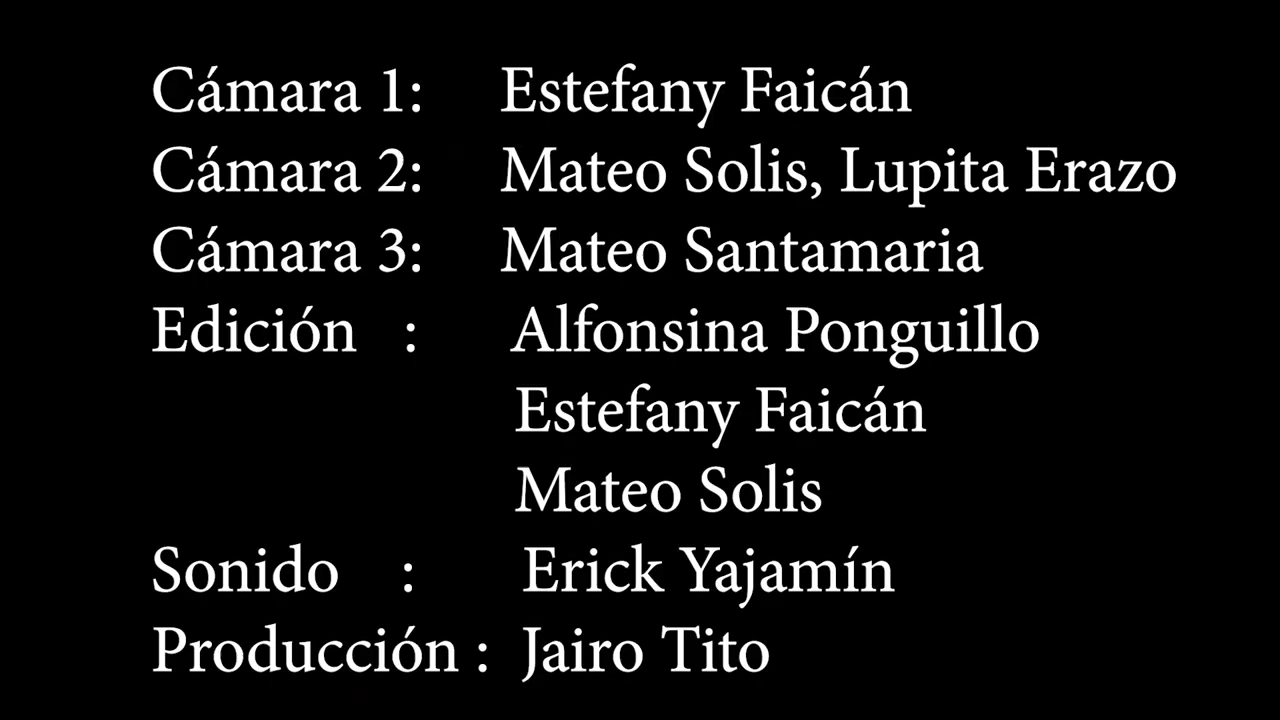 Cámara 1: Estefany Faicán
Cámara 2: Mateo Solis, Lupita Erazo
Cámara 3: Mateo Santamaria
Edición : Alfonsina Ponguillo
Estefany Faicán
Mateo Solis
Sonido : Erick Yajamín
Producción : Jairo Tito